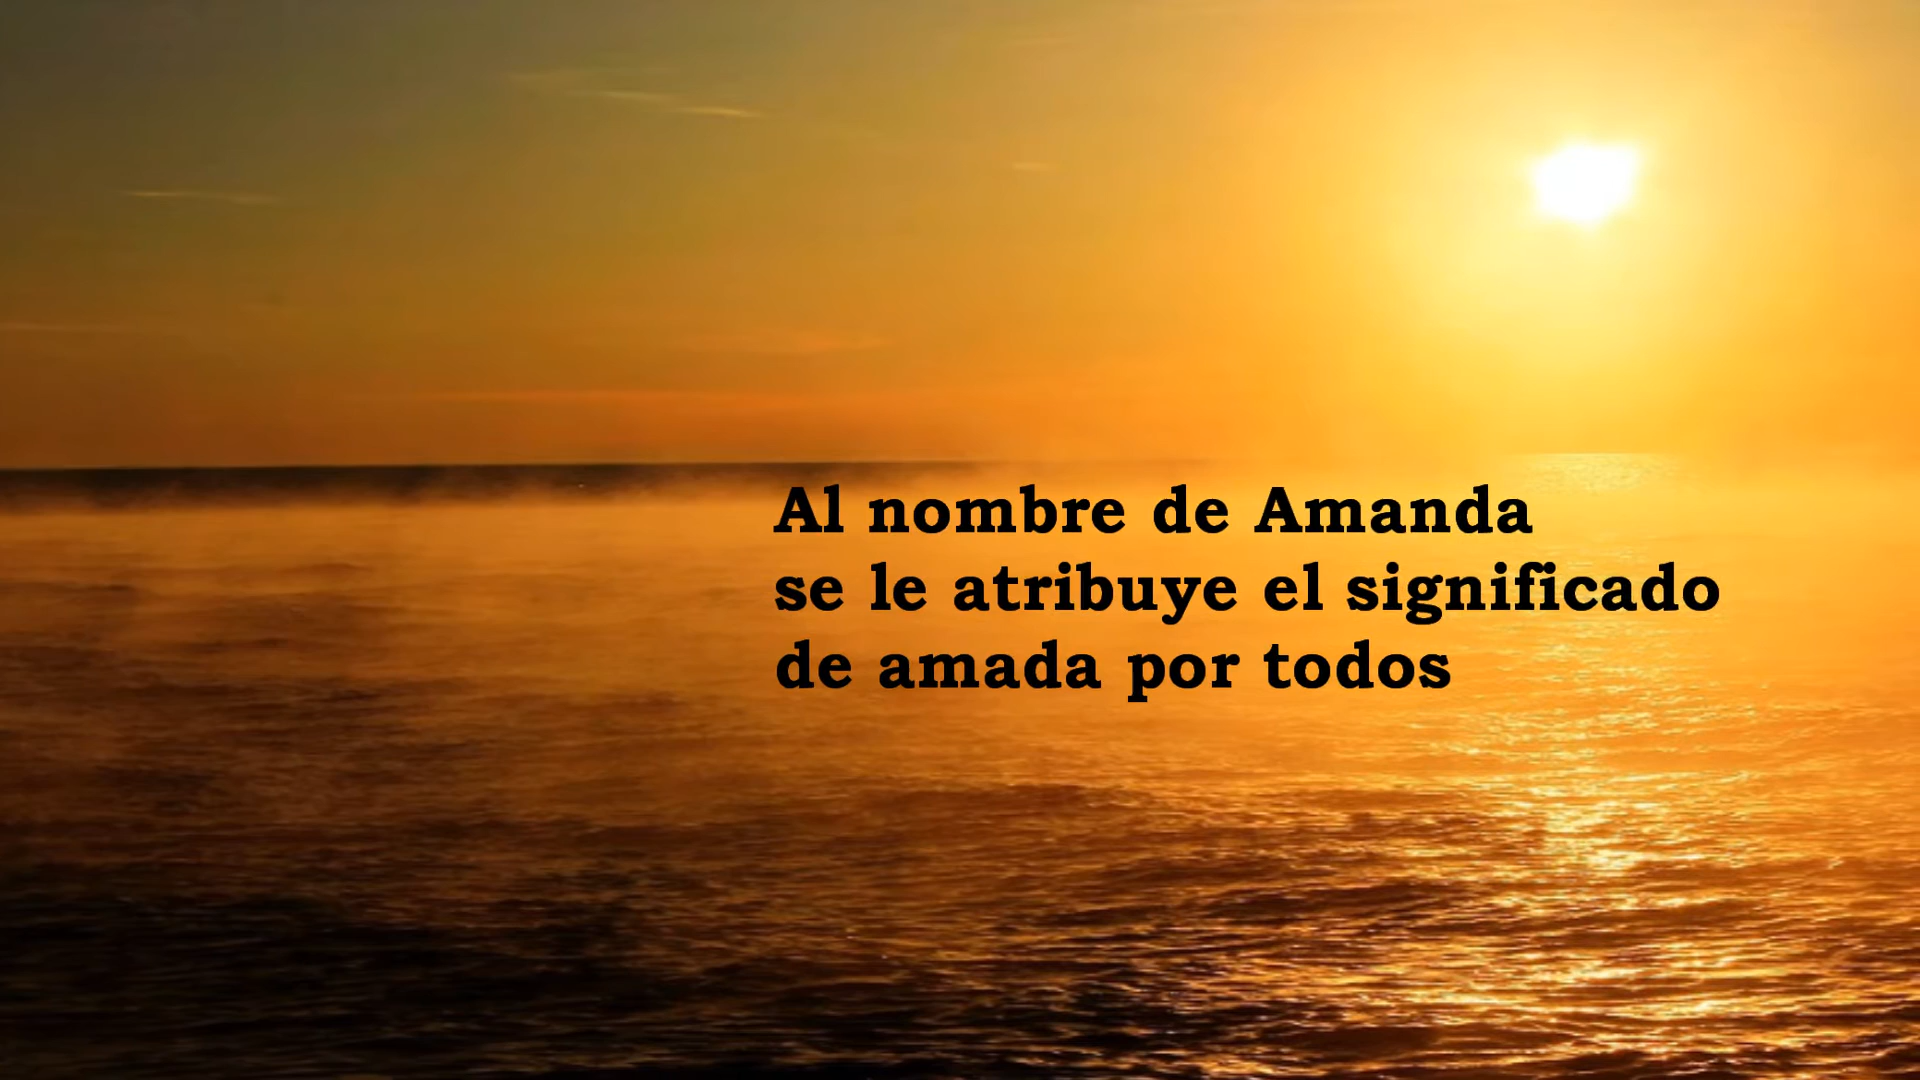 Al nombre de Amanda
se le atribuye el significado
de amada por todos